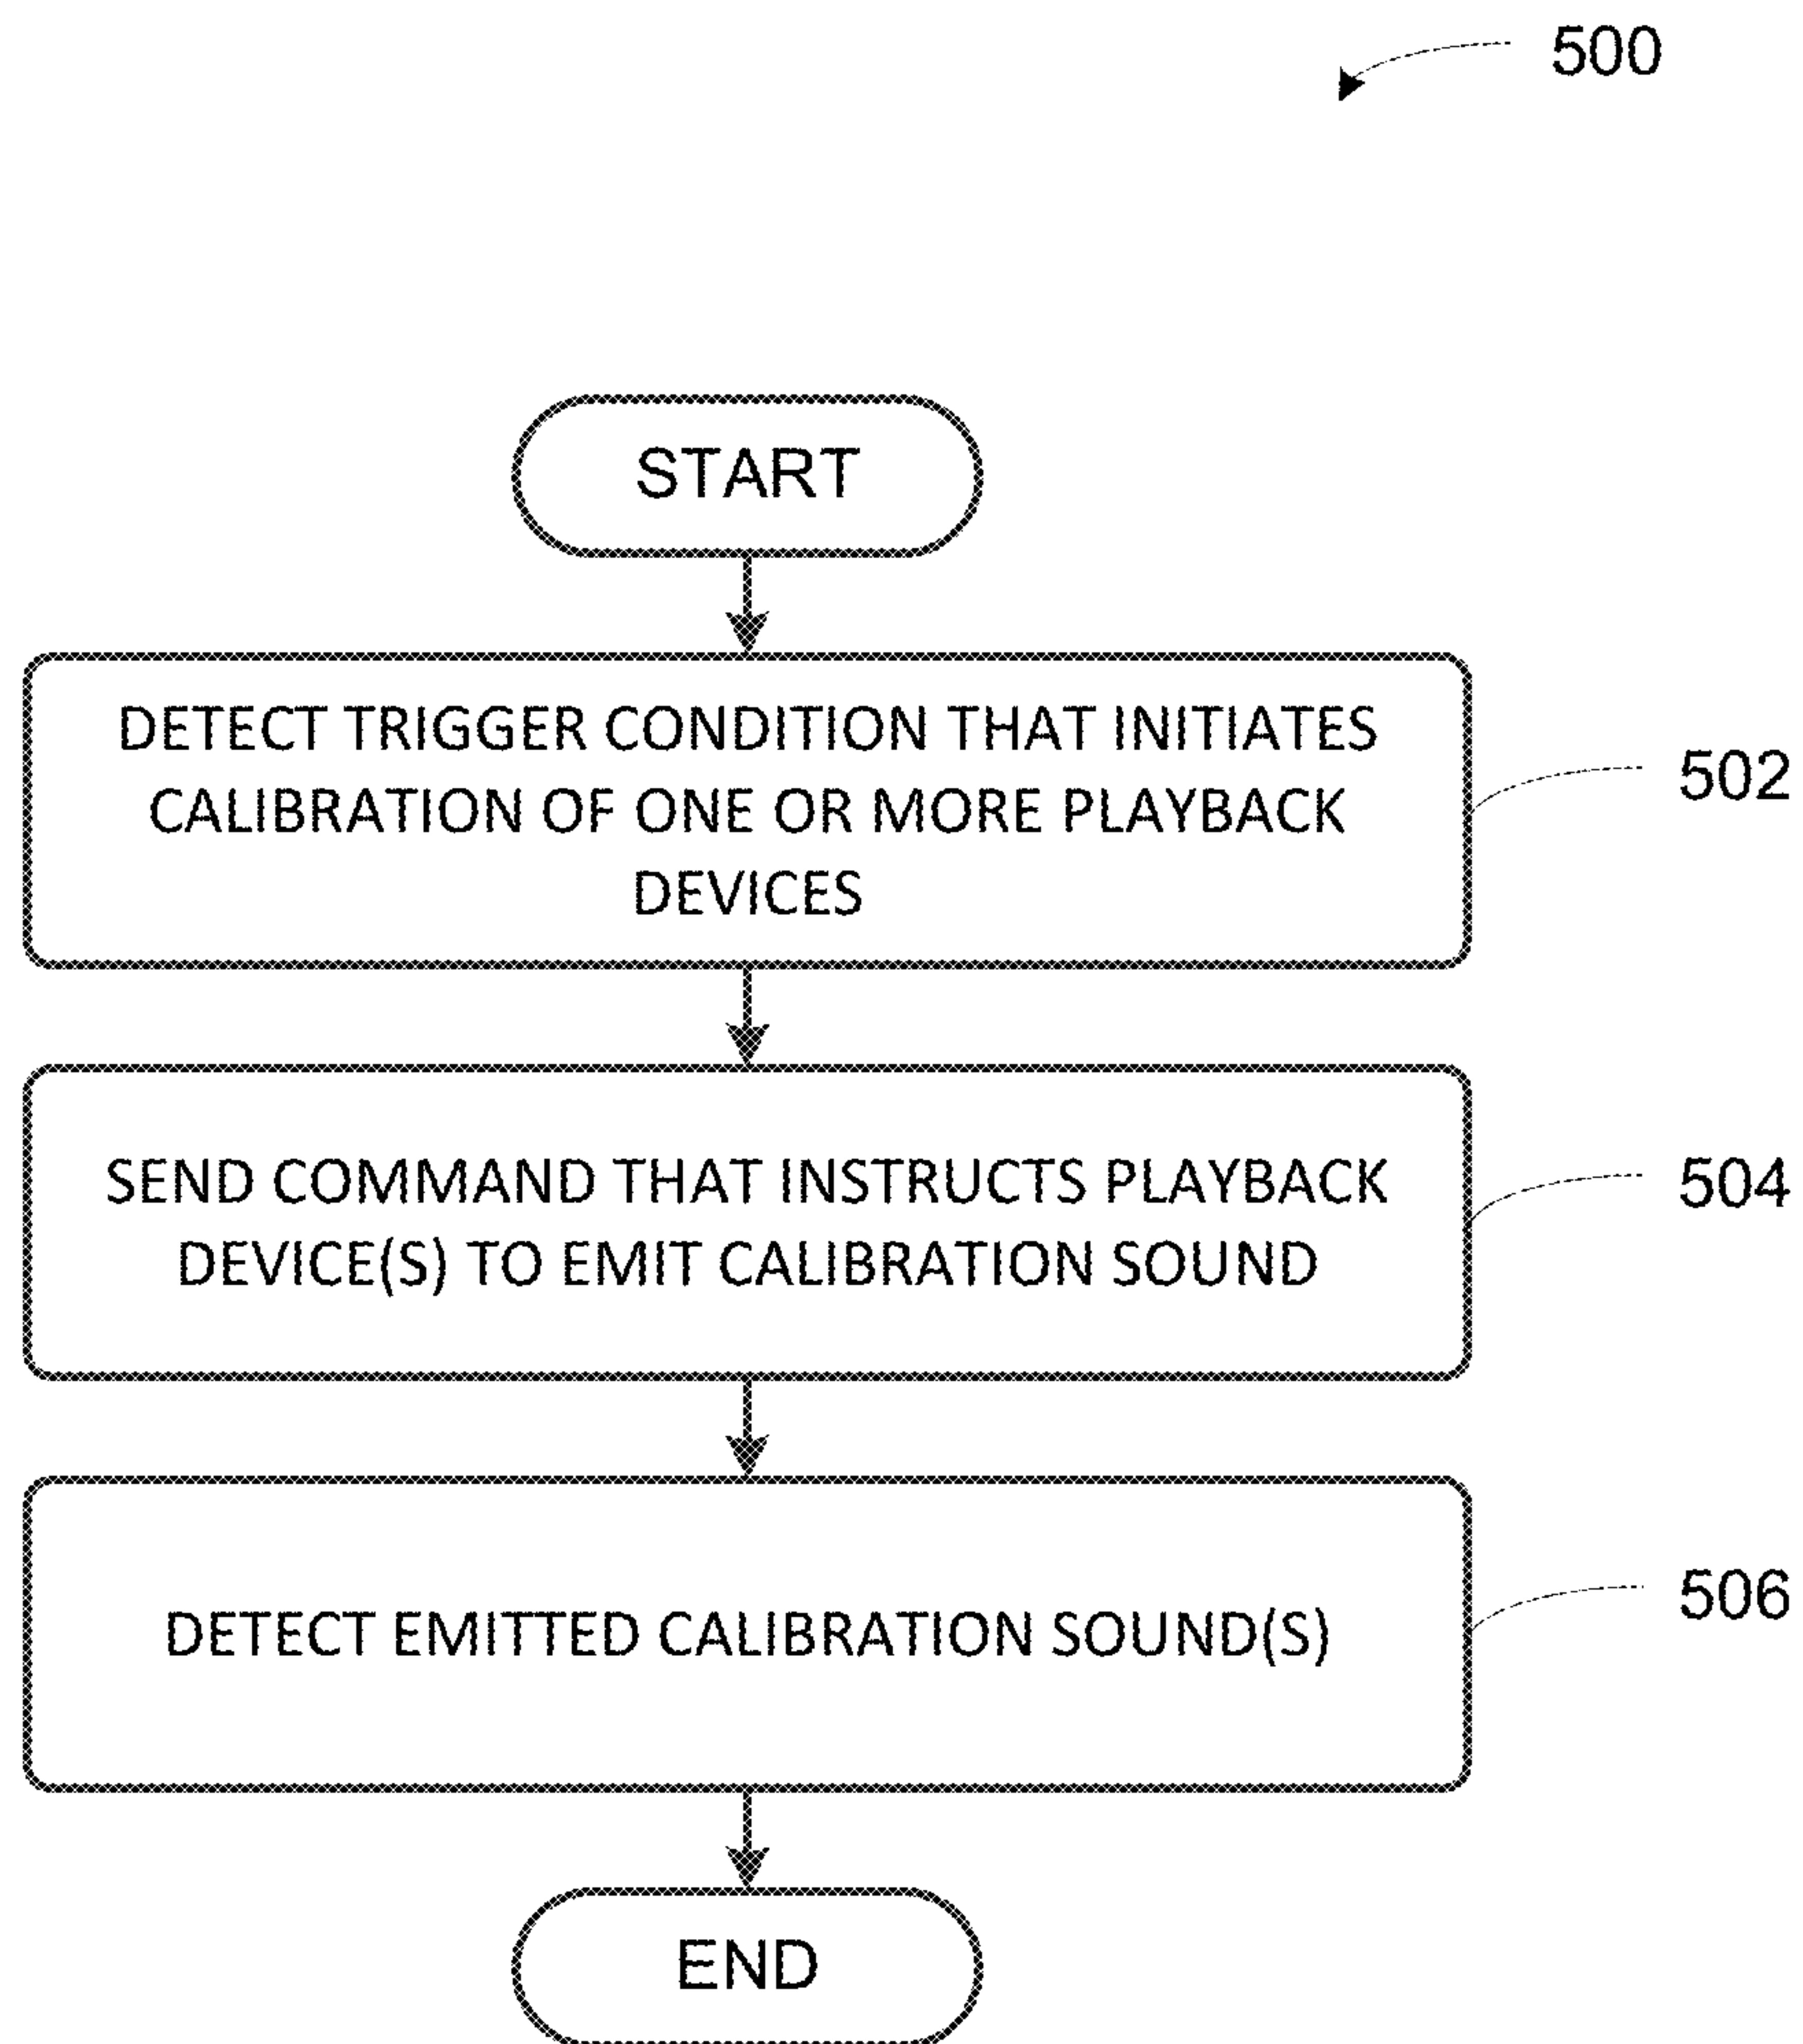 500
START
DETECT TRIGGER CONDITION THAT INITIATES
CALIBRATION OF ONE OR MORE PLAYBACK
DEVICES
502
SEND COMMAND THAT INSTRUCTS PLAYBACK
DEVICE(S) TO EMIT CALIBRATION SOUND
504
DETECT EMITTED CALIBRATION SOUND(S)
506
END